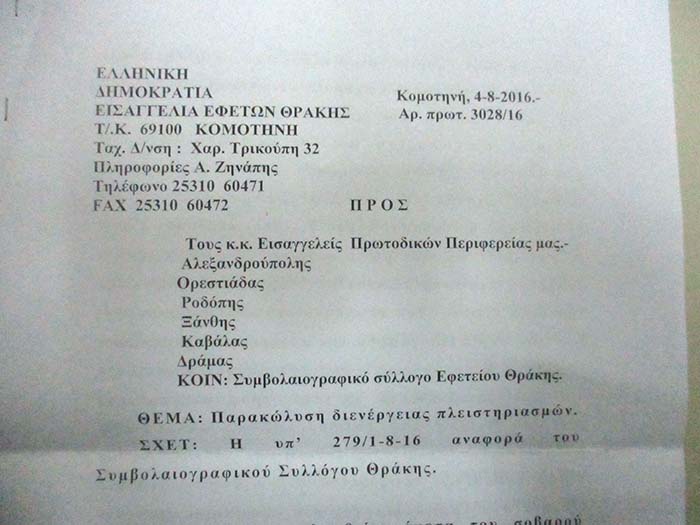 ΕΛΛΗΝΙΚΗ
ΔΗΜΟΚΡΑΤΙΑ
ΕΙΣΑΓΓΕΛΙΑ ΕΦΕΤΩΝ ΘΡΑΚΗΣ
Κομοτηνή, 4-8-2016.-
Τ/.Κ. 69100 ΚΟΜΟΤΗΝΗ
Αρ. πρωτ. 3028/16
Ταχ. Δ/νση : Χαρ. Τρικούπη 32
Πληροφορίες Α. Ζηνάπης
Τηλέφωνο 25310 60471
FAX 25310 60472 Π Ρ Ο Σ
Τους κ.κ. Εισαγγελείς Πρωτοδικών Περιφερείας μας.-
Αλεξανδρούπολης
Ορεστιάδας
Ροδόπης
Ξάνθης
Καβάλας
Δράμας
ΚΟΙΝ: Συμβολαιογραφικό σύλλογο Εφετείου Θράκης.
ΘΕΜΑ: Παρακώλυση διενέργειας πλειστηριασμών.
ΣΧΕΤ: Η υπ’ 279/1-8-16 αναφορά του
Συμβολαιογραφικού Συλλόγου Θράκης.
του σοβαρού